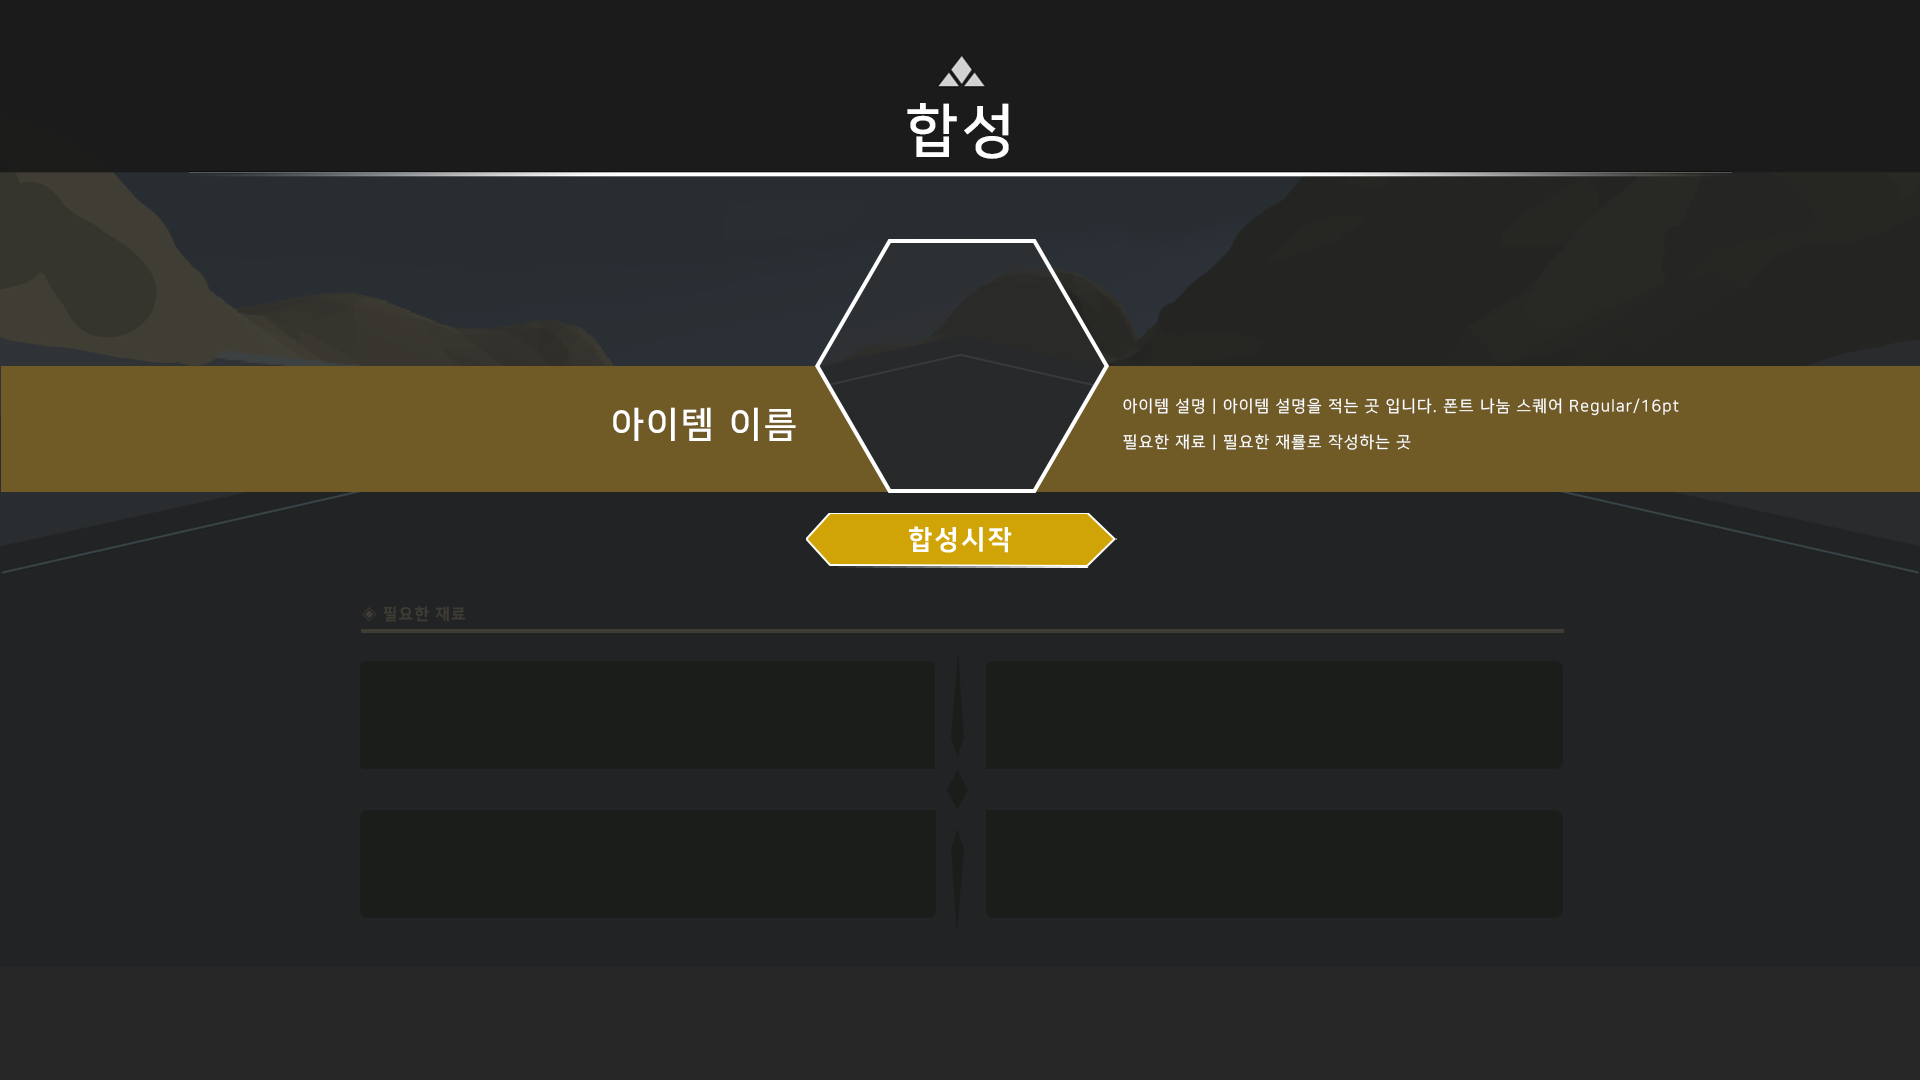 합성
아이템 이름
아이템 설명 | 아이템 설명을 적는 곳 입니다. 폰트 나눔 스퀘어 Regular/16pt
필요한 재료 | 필요한 재룔로 작성하는 곳
합성시작
◈ 필요한 재료